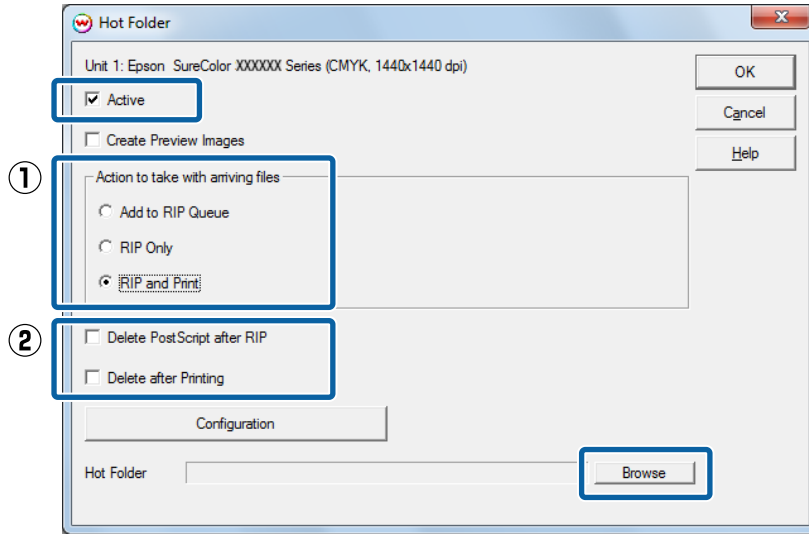 Hot Folder
Unit 1: Epson SureColor XXXXXX Series (CMYK, 1440x1440 dpi)
OK
Active
Cancel
Create Preview Images
Help
①
Action to take with arriving files
Add to RIP Queue
RIP Only
RIP and Print
②
Delete PostScript after RIP
Delete after Printing
Configuration
Hot Folder
Browse